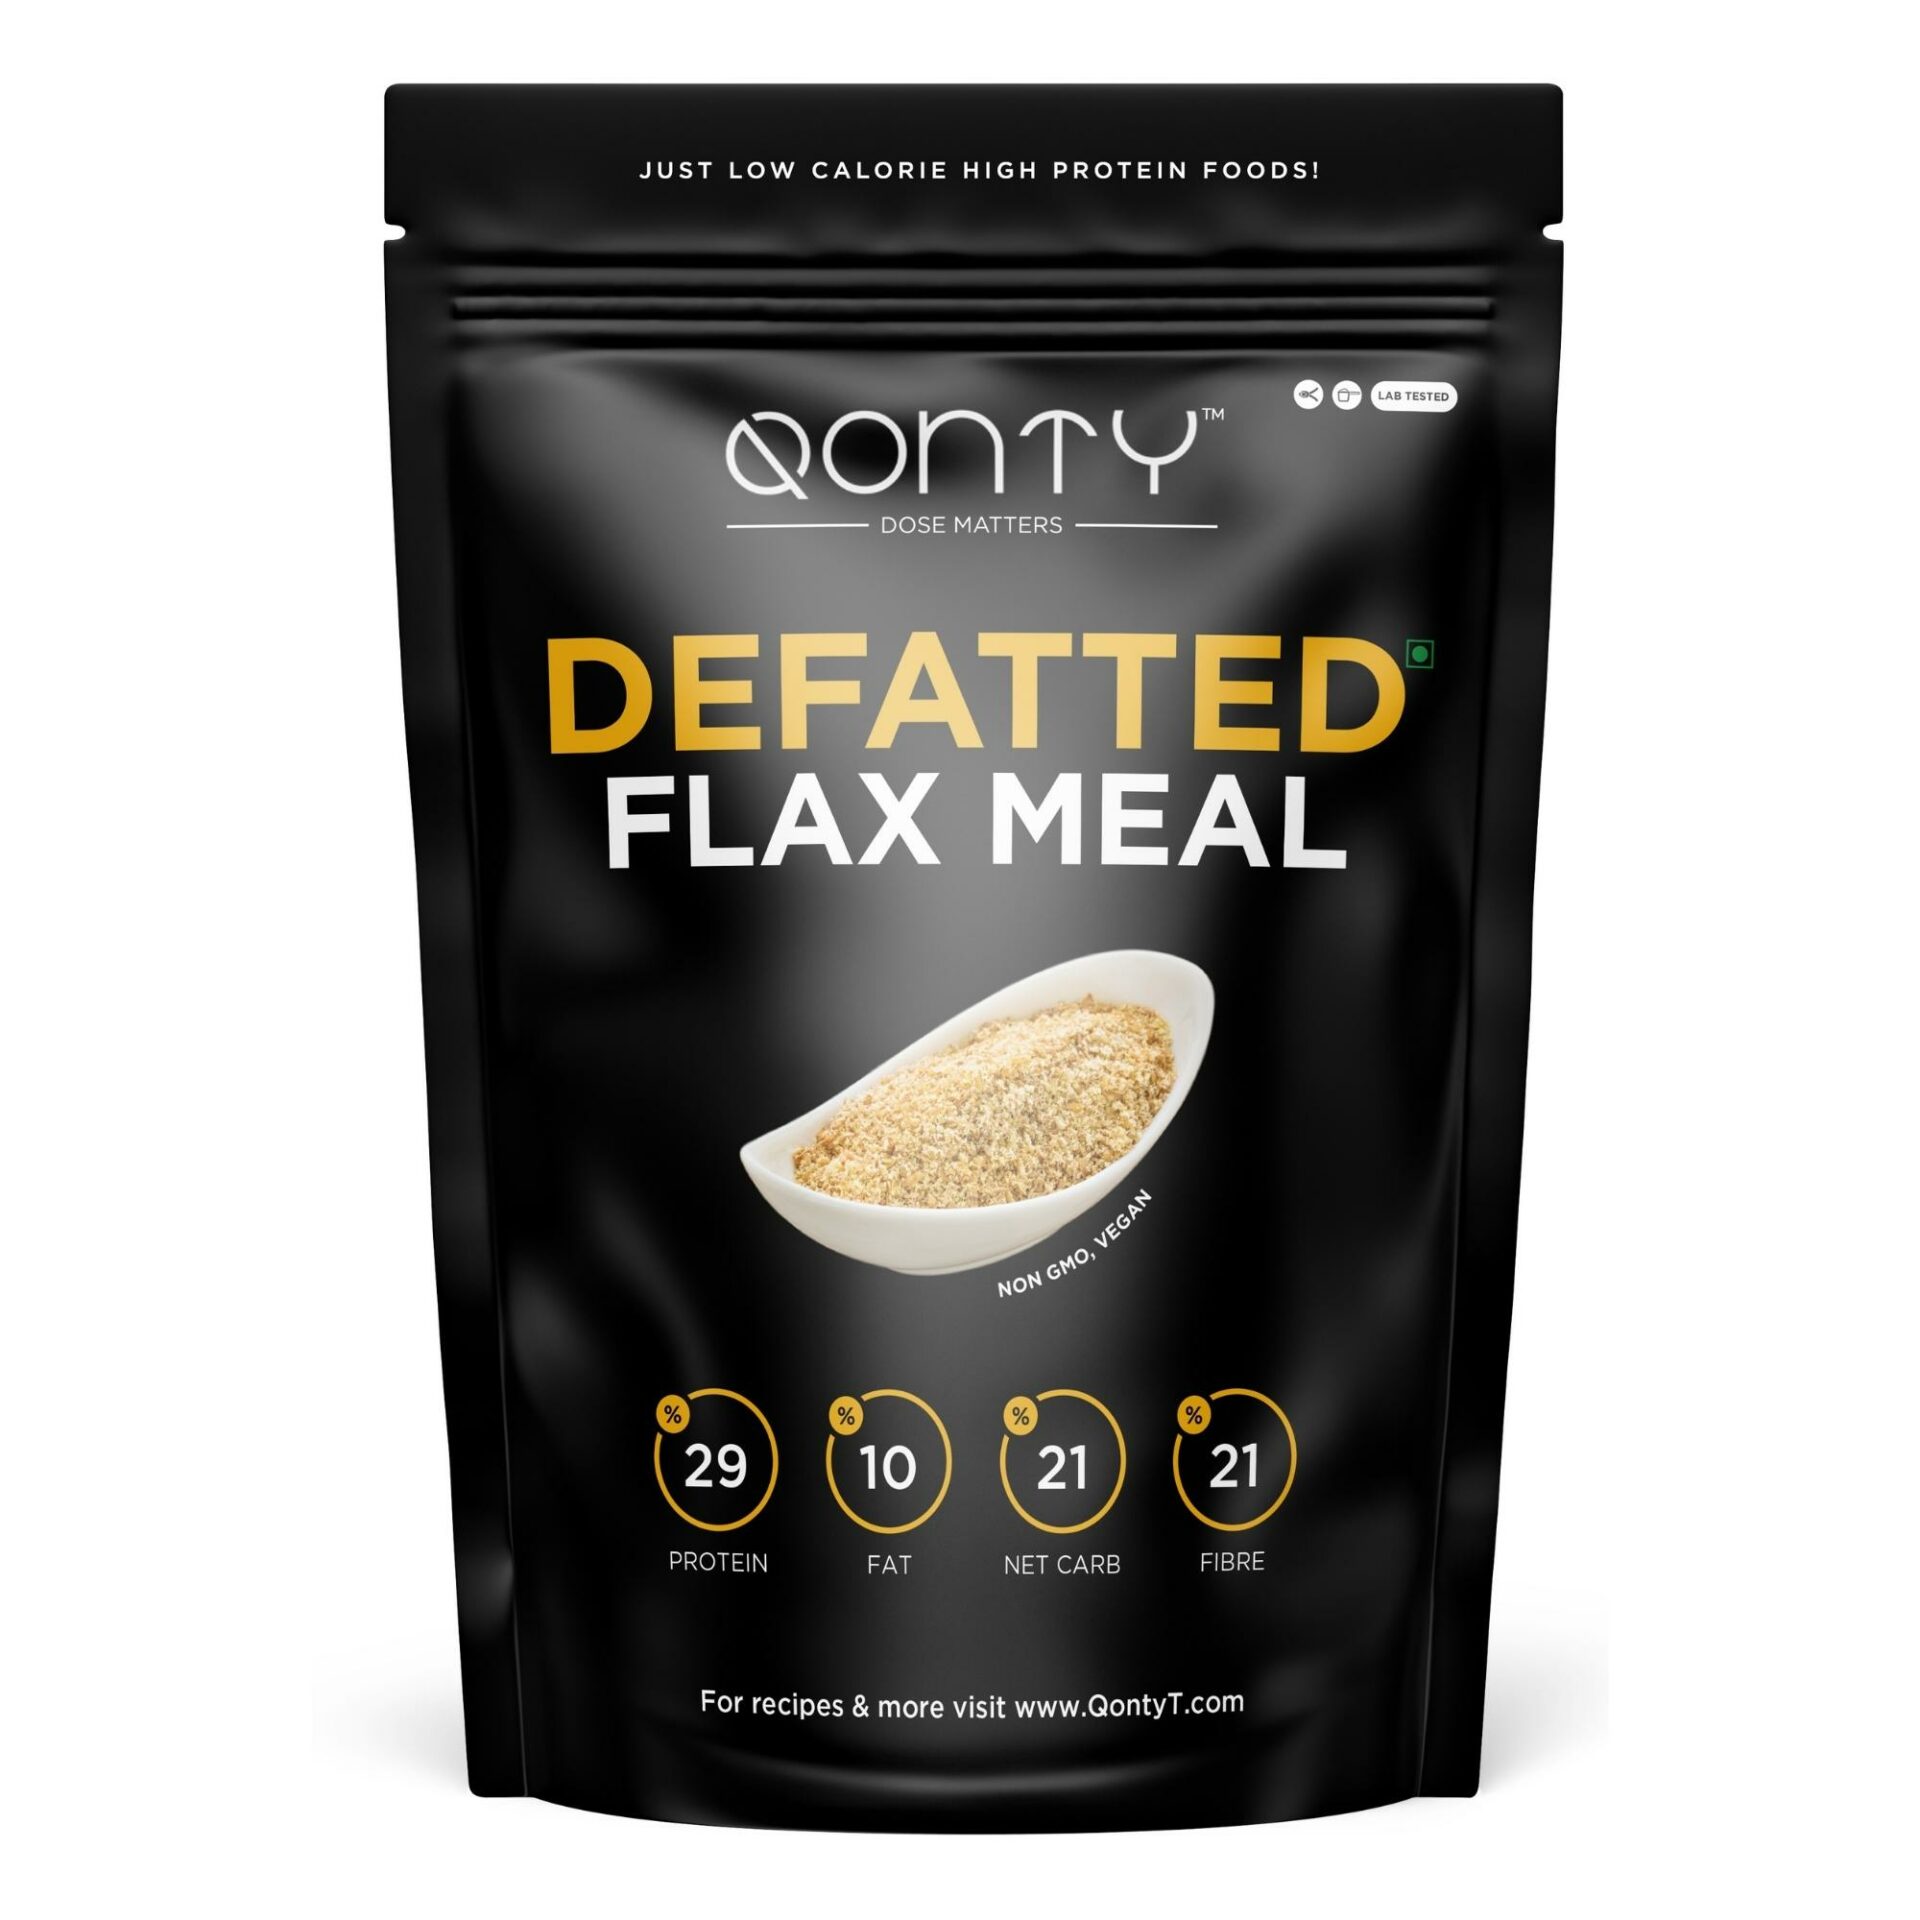 JUST LOW CALORIE HIGH PROTEIN FOODS!
LAB TESTED
QONTY™
DOSE MATTERS
DEFATTED
FLAX MEAL
NON GMO, VEGAN
% % % %
29 10 21 21
PROTEIN FAT NET CARB FIBRE
For recipes & more visit www.QontyT.com